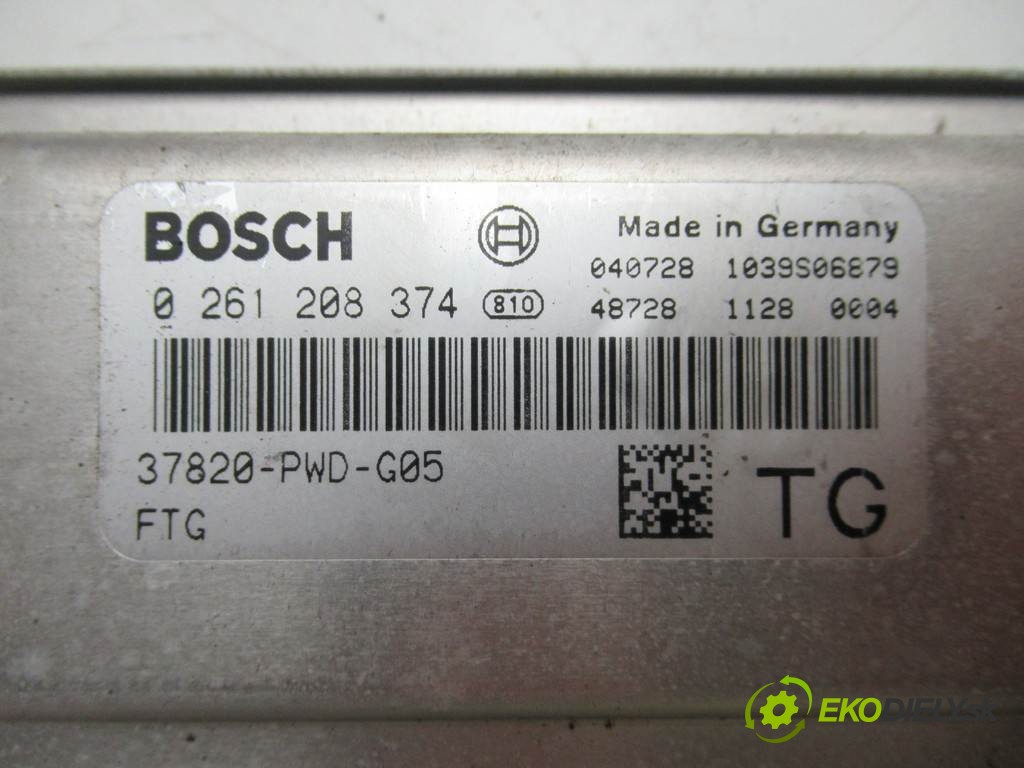 BOSCH
Made in Germany
040728 1039S06879
0 261 208 374 810
48728 1128 0004
37820-PWD-G05
FTG
TG
EKODIELY.SK